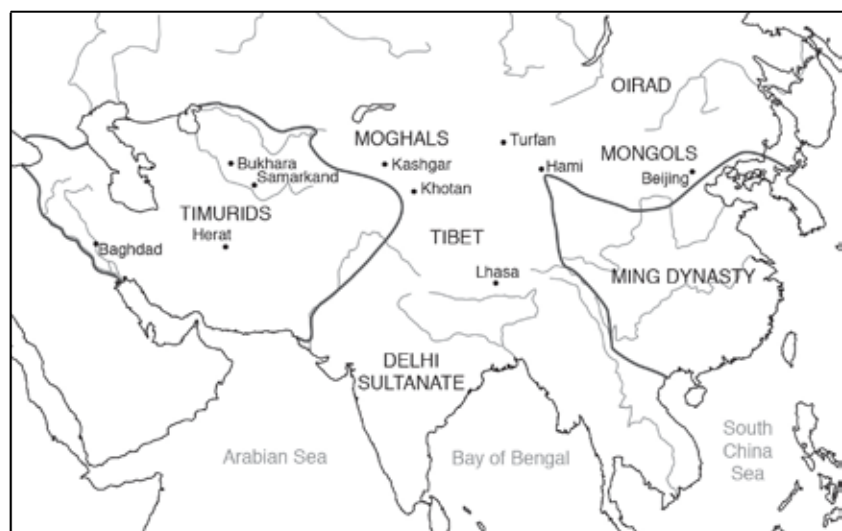 OIRAD
MOGHALS
Turfan
Bukhara
Kashgar
MONGOLS
Hami
Beijing
Samarkand
Khotan
TIMURIDS
Herat
TIBET
Baghdad
Lhasa
MING DYNASTY
DELHI
SULTANATE
Arabian Sea
Bay of Bengal
South
China
Sea